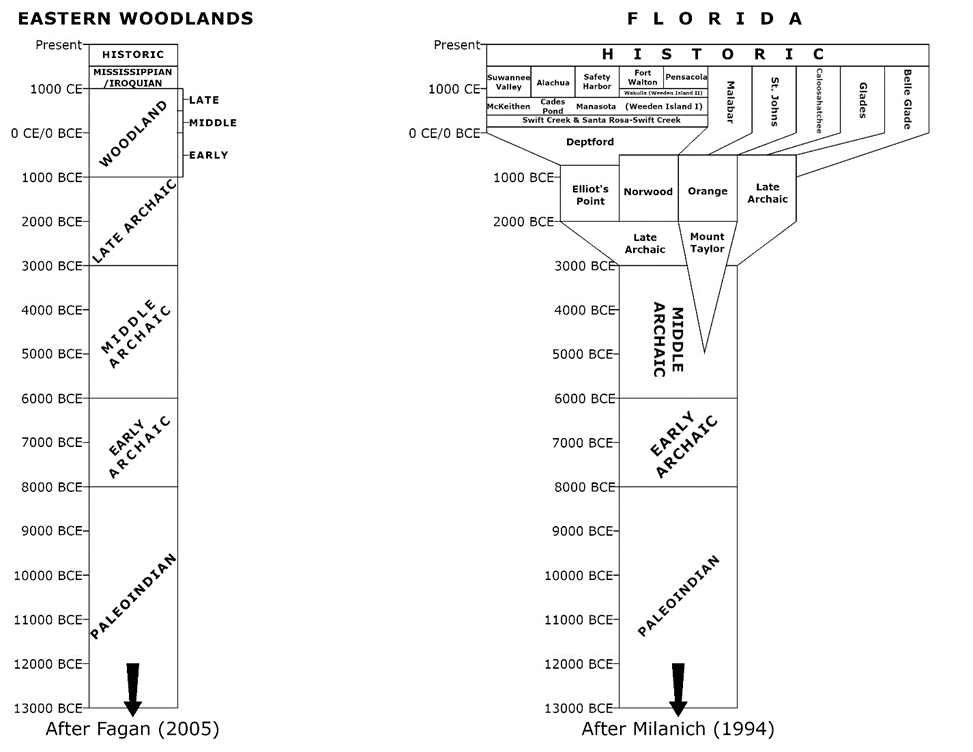 EASTERN WOODLANDS
Present
HISTORIC
MISSISSIPPIAN
/IROQUIAN
1000 CE
LATE
WOODLAND
MIDDLE
0 CE/0 BCE
EARLY
1000 BCE
LATE ARCHAIC
2000 BCE
3000 BCE
MIDDLE
ARCHAIC
4000 BCE
5000 BCE
6000 BCE
EARLY
ARCHAIC
7000 BCE
8000 BCE
9000 BCE
10000 BCE
PALEOINDIAN
11000 BCE
12000 BCE
13000 BCE
After Fagan (2005)
FLORIDA
Present
HISTORIC
Suwannee
Valley
Alachua
Safety
Harbor
Fort
Walton
Pensacola
Malabar
St. Johns
Caloosahatchee
Glades
Belle Glade
1000 CE
Wakulla (Weeden Island II)
McKeithen
Cades
Pond
Manasota
(Weeden Island I)
Swift Creek & Santa Rosa-Swift Creek
0 CE/0 BCE
Deptford
1000 BCE
Elliot's
Point
Norwood
Orange
Late
Archaic
2000 BCE
Late
Archaic
Mount
Taylor
3000 BCE
4000 BCE
MIDDLE
ARCHAIC
5000 BCE
6000 BCE
EARLY
ARCHAIC
7000 BCE
8000 BCE
9000 BCE
10000 BCE
PALEOINDIAN
11000 BCE
12000 BCE
13000 BCE
After Milanich (1994)